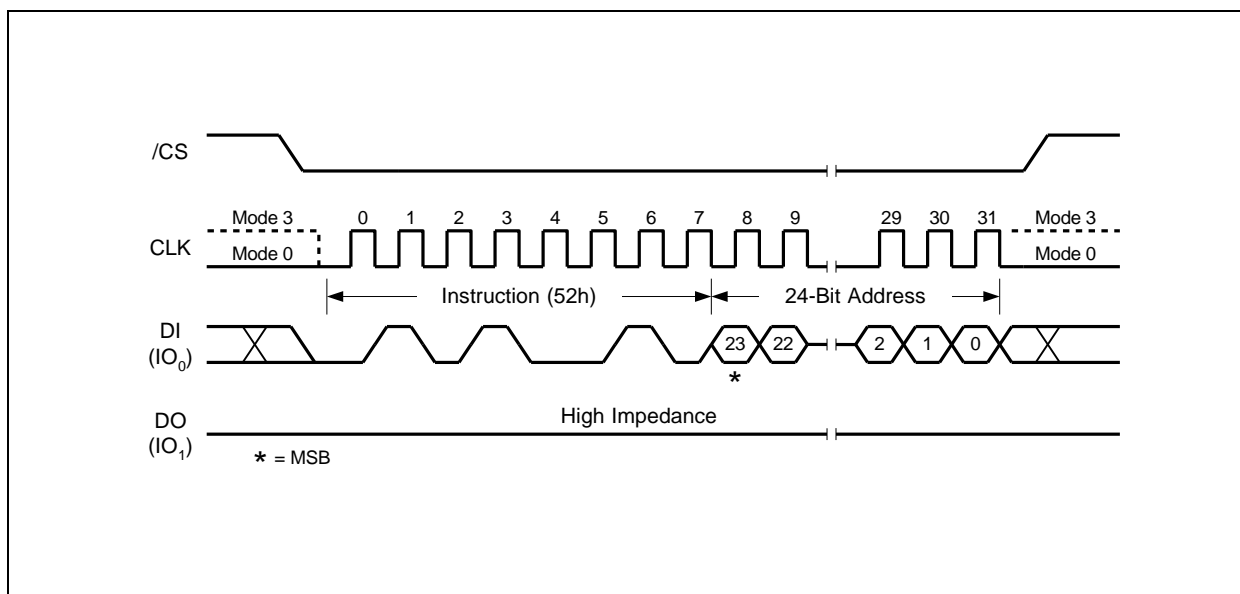 /CS
Mode 3 0 1 2 3 4 5 6 7 8 9 29 30 31 Mode 3
CLK
Mode 0 Mode 0
Instruction (52h) 24-Bit Address
DI
(IO0)
23 22 2 1 0
*
High Impedance
DO
(IO1)
* = MSB